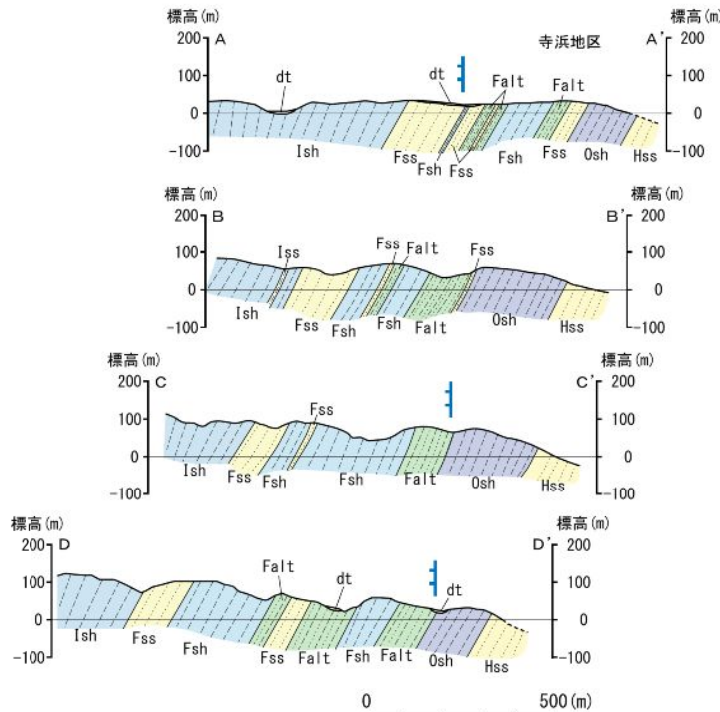 標高(m) 標高(m)
200 A 寺浜地区 A' 200
100 dt dt Falt Falt 100
0 0
-100 Ish Fss Fsh Fss Fsh Fss Osh Hss -100
標高(m) 標高(m)
200 B B' 200
100 Iss Fss Falt Fss 100
0 0
-100 Ish Fss Fsh Fsh Falt Osh Hss -100
標高(m) 標高(m)
200 C C' 200
100 Fss 100
0 0
-100 Ish Fss Fsh Fsh Falt Osh Hss -100
標高(m) 標高(m)
200 D D' 200
100 Falt dt dt 100
0 0
-100 Ish Fss Fsh Fss Falt Fsh Falt Osh Hss -100
0 500(m)